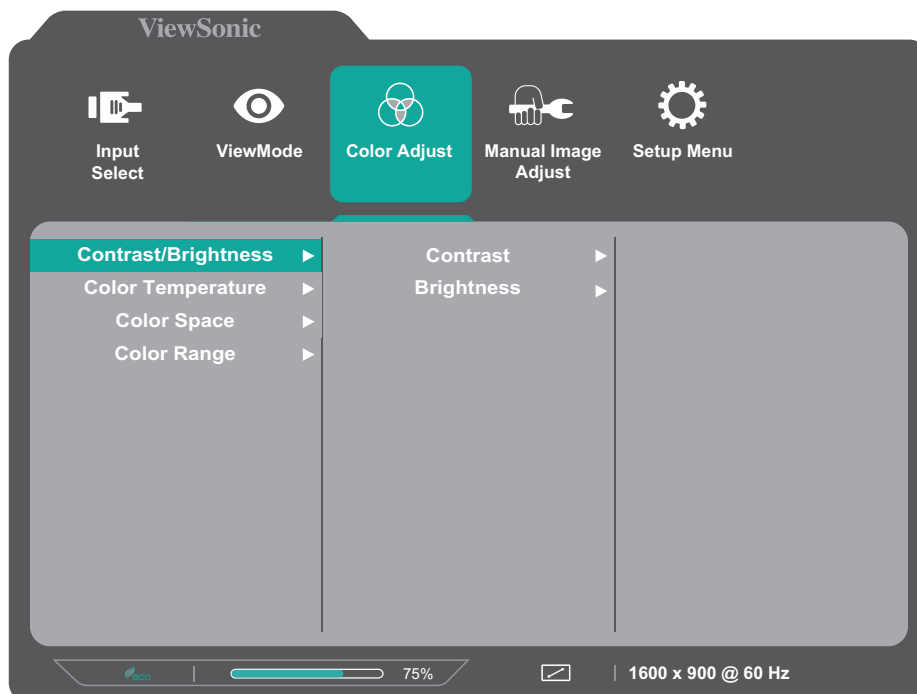 ViewSonic
Input
Select
ViewMode
Color Adjust
Manual Image
Adjust
Setup Menu
Contrast/Brightness
Color Temperature
Color Space
Color Range
Contrast
Brightness
eco
75%
1600 x 900 @ 60 Hz